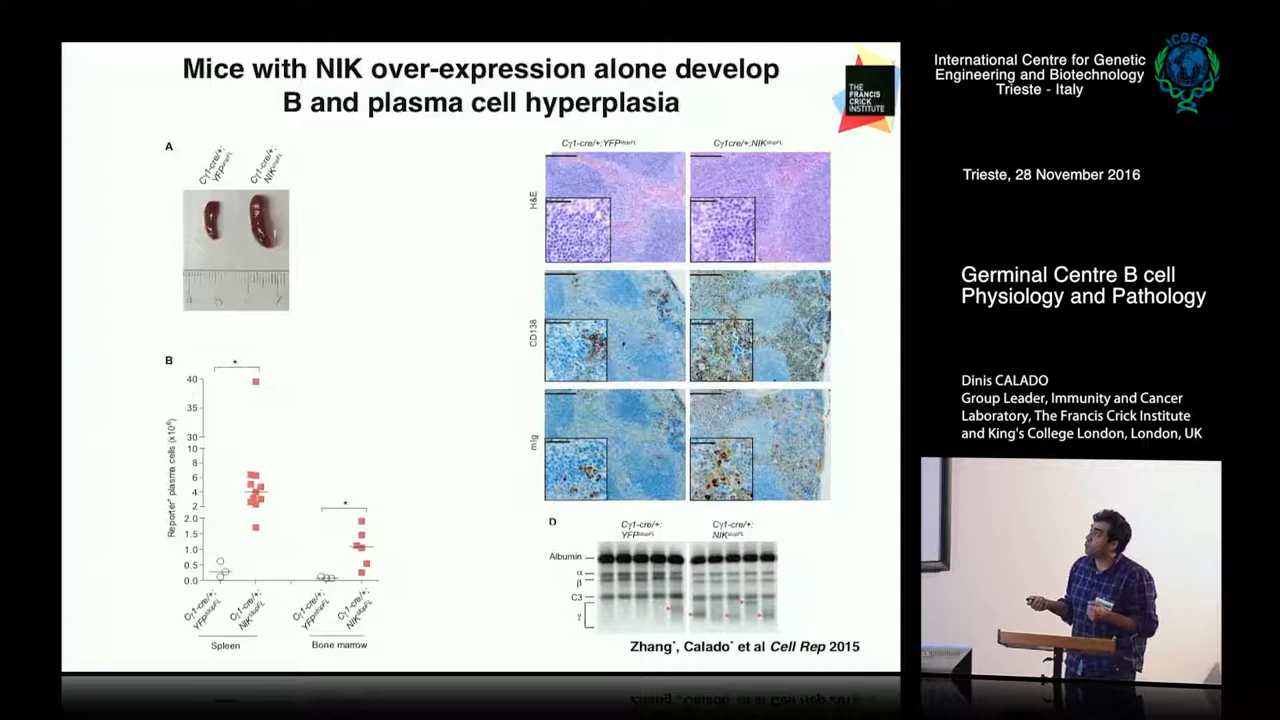 Mice with NIK over-expression alone develop
B and plasma cell hyperplasia
THE
FRANCIS
CRICK
INSTITUTE
A
Cγ1-cre/+;
YFPstopFL
Cγ1-cre/+;
NIKstopFL
B
*
*
Reporter+ plasma cells (x10⁶)
40
35
30
10
8
6
4
2
2.0
1.5
1.0
0.5
0.0
Cγ1-cre/+;
YFPstopFL
Cγ1-cre/+;
NIKstopFL
Cγ1-cre/+;
YFPstopFL
Cγ1-cre/+;
NIKstopFL
Spleen
Bone marrow
Cγ1-cre/+;YFPstopFL
Cγ1cre/+;NIKstopFL
H&E
CD138
mIg
D
Cγ1-cre/+;
YFPstopFL
Cγ1-cre/+;
NIKstopFL
Albumin
α
β
C3
γ
Zhang*, Calado* et al Cell Rep 2015
ICGEB
International Centre for Genetic
Engineering and Biotechnology
Trieste - Italy
Trieste, 28 November 2016
Germinal Centre B cell
Physiology and Pathology
Dinis CALADO
Group Leader, Immunity and Cancer
Laboratory, The Francis Crick Institute
and King's College London, London, UK